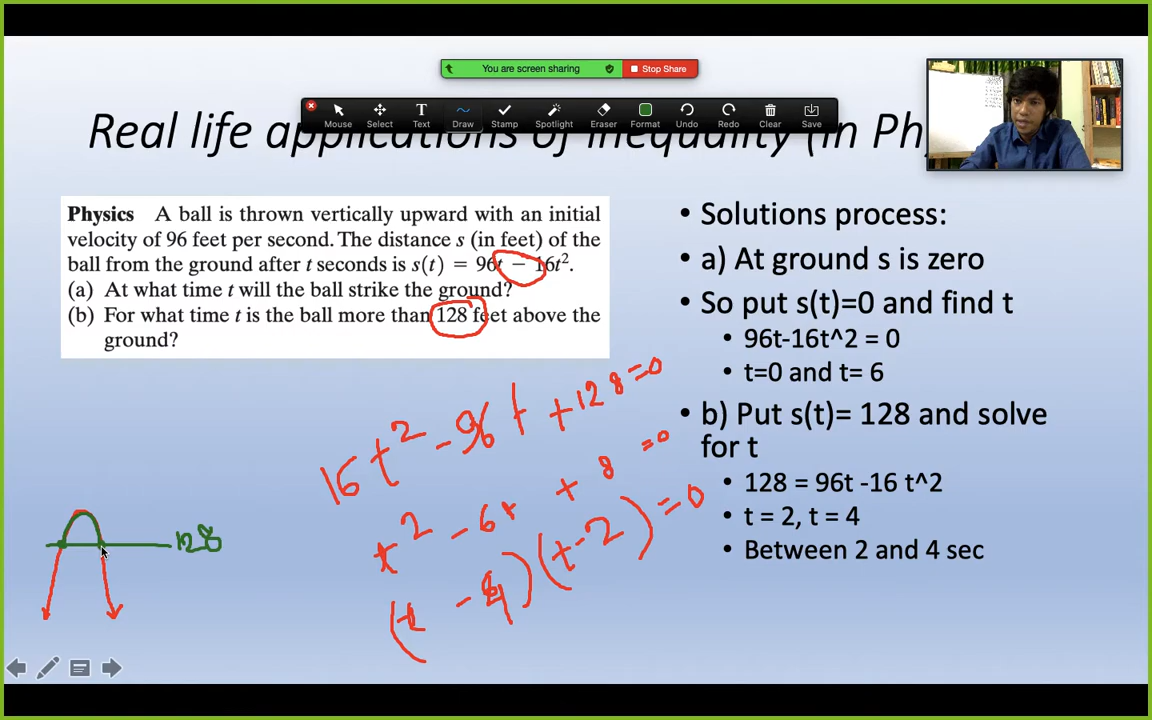 You are screen sharing
Stop Share
Mouse Select Text Draw Stamp Spotlight Eraser Format Undo Redo Clear Save
Real life applications of Inequality (in
Physics A ball is thrown vertically upward with an initial
velocity of 96 feet per second. The distance s (in feet) of the
ball from the ground after t seconds is s(t) = 96t − 16t².
(a) At what time t will the ball strike the ground?
(b) For what time t is the ball more than 128 feet above the
ground?
16t² - 96t + 128 = 0
t² - 6t + 8 = 0
(t - 4)(t - 2) = 0
128
• Solutions process:
• a) At ground s is zero
• So put s(t)=0 and find t
• 96t-16t^2 = 0
• t=0 and t= 6
• b) Put s(t)= 128 and solve
for t
• 128 = 96t -16 t^2
• t = 2, t = 4
• Between 2 and 4 sec